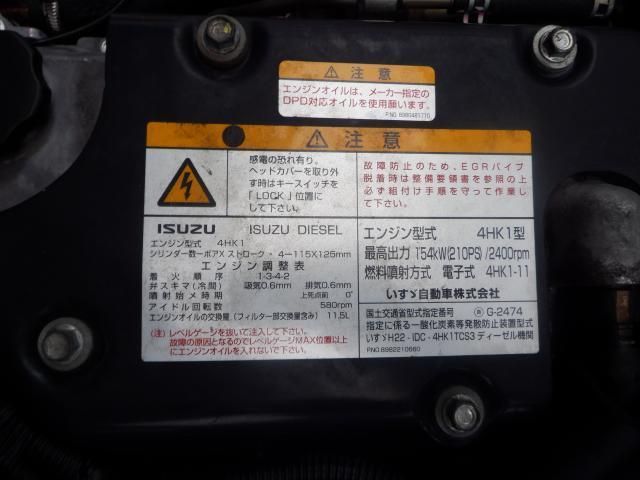 注意
エンジンオイルは、メーカー指定の
DPD対応オイルを使用願います。
P.NO 8980481770
注意
感電の恐れ有り。
ヘッドカバーを取り外
す時はキースイッチを
「LOCK」位置に
して下さい。
故障防止のため、EGRパイプ
脱着時は整備要領書を参照の上
必ず組付け手順を守って作業し
て下さい。
ISUZU ISUZU DIESEL
エンジン型式 4HK1
シリンダー数−ボアX ストローク・ 4−115X125mm
エンジン調整表
着火順序 1-3-4-2
弁スキマ(冷間) 吸気0.6mm 排気0.6mm
噴射始メ時期 上死点前 0°
アイドル回転数 580rpm
エンジンオイルの交換量(フィルター部交換量含み) 11.5L
(注)レベルゲージを抜いて注入して下さい。
故障の原因となるのでレベルゲージMAX位置以上
にエンジンオイルを入れないで下さい。
エンジン型式 4HK1型
最高出力 154kW(210PS)/2400rpm
燃料噴射方式 電子式 4HK1-11
いすゞ自動車株式会社
国土交通省型式指定番号 G-2474
指定に係る一酸化炭素等発散防止装置型式
いすゞH22-IDC-4HK1TCS3 ディーゼル機関
P.NO.8982210660